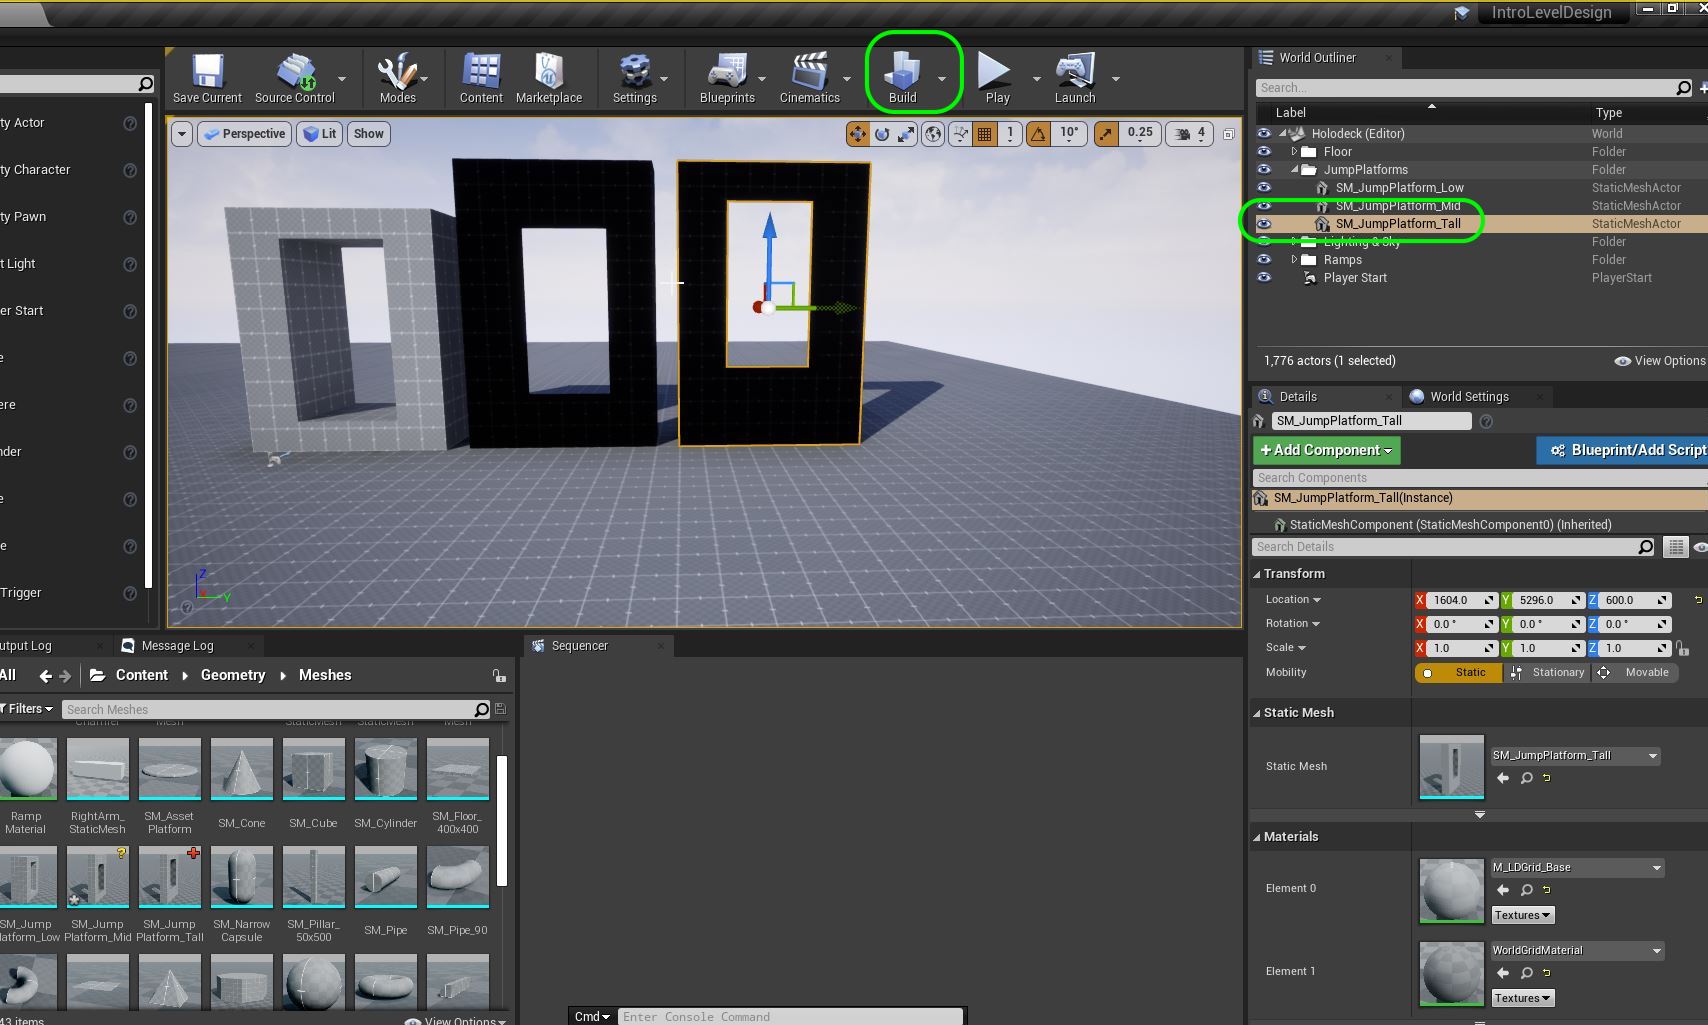 IntroLevelDesign
Save Current
Source Control
Modes
Content
Marketplace
Settings
Blueprints
Cinematics
Build
Play
Launch
ty Actor
ty Character
ty Pawn
t Light
er Start
e
ere
nder
e
e
Trigger
Perspective
Lit
Show
1
10°
0.25
4
Z
Y
World Outliner
Search...
Label
Type
Holodeck (Editor)
World
Floor
Folder
JumpPlatforms
Folder
SM_JumpPlatform_Low
StaticMeshActor
SM_JumpPlatform_Mid
StaticMeshActor
SM_JumpPlatform_Tall
StaticMeshActor
Lighting & Sky
Folder
Ramps
Folder
Player Start
PlayerStart
1,776 actors (1 selected)
View Options
Details
World Settings
SM_JumpPlatform_Tall
+Add Component
Blueprint/Add Script
Search Components
SM_JumpPlatform_Tall(Instance)
StaticMeshComponent (StaticMeshComponent0) (Inherited)
Search Details
Transform
Location
X 1604.0
Y 5296.0
Z 600.0
Rotation
X 0.0 °
Y 0.0 °
Z 0.0 °
Scale
X 1.0
Y 1.0
Z 1.0
Mobility
Static
Stationary
Movable
Static Mesh
Static Mesh
SM_JumpPlatform_Tall
Materials
Element 0
M_LDGrid_Base
Textures
Element 1
WorldGridMaterial
Textures
utput Log
Message Log
Sequencer
All
Content
Geometry
Meshes
Filters
Search Meshes
Chamfer
Mesh
StaticMesh
StaticMesh
Mesh
Ramp
Material
RightArm_
StaticMesh
SM_Asset
Platform
SM_Cone
SM_Cube
SM_Cylinder
SM_Floor_
400x400
SM_Jump
latform_Low
SM_Jump
Platform_Mid
SM_Jump
Platform_Tall
SM_Narrow
Capsule
SM_Pillar_
50x500
SM_Pipe
SM_Pipe_90
43 items
View Options
Cmd
Enter Console Command